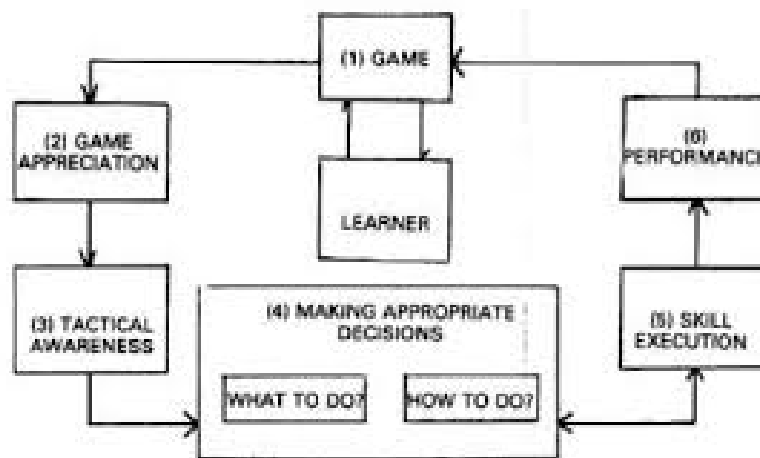 (1) GAME
(2) GAME
APPRECIATION
(6)
PERFORMANCE
LEARNER
(3) TACTICAL
AWARENESS
(4) MAKING APPROPRIATE
DECISIONS
WHAT TO DO?
HOW TO DO?
(5) SKILL
EXECUTION